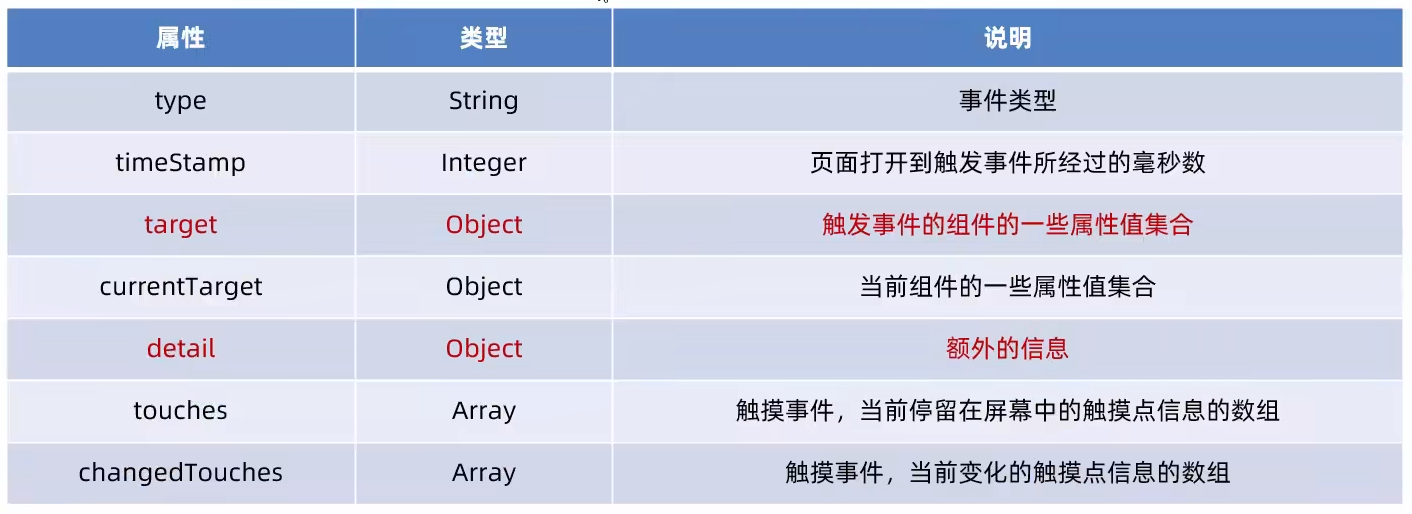 属性 类型 说明
type String 事件类型
timeStamp Integer 页面打开到触发事件所经过的毫秒数
target Object 触发事件的组件的一些属性值集合
currentTarget Object 当前组件的一些属性值集合
detail Object 额外的信息
touches Array 触摸事件，当前停留在屏幕中的触摸点信息的数组
changedTouches Array 触摸事件，当前变化的触摸点信息的数组